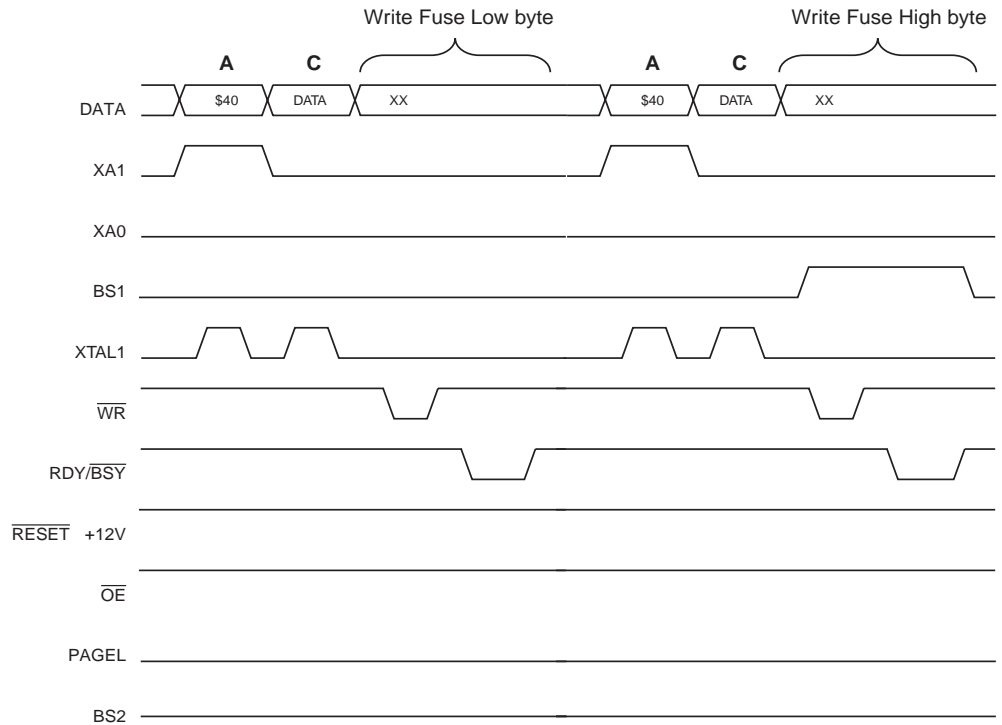 Write Fuse Low byte Write Fuse High byte
A C A C
DATA $40 DATA XX $40 DATA XX
XA1
XA0
BS1
XTAL1
WR
RDY/BSY
RESET +12V
OE
PAGEL
BS2